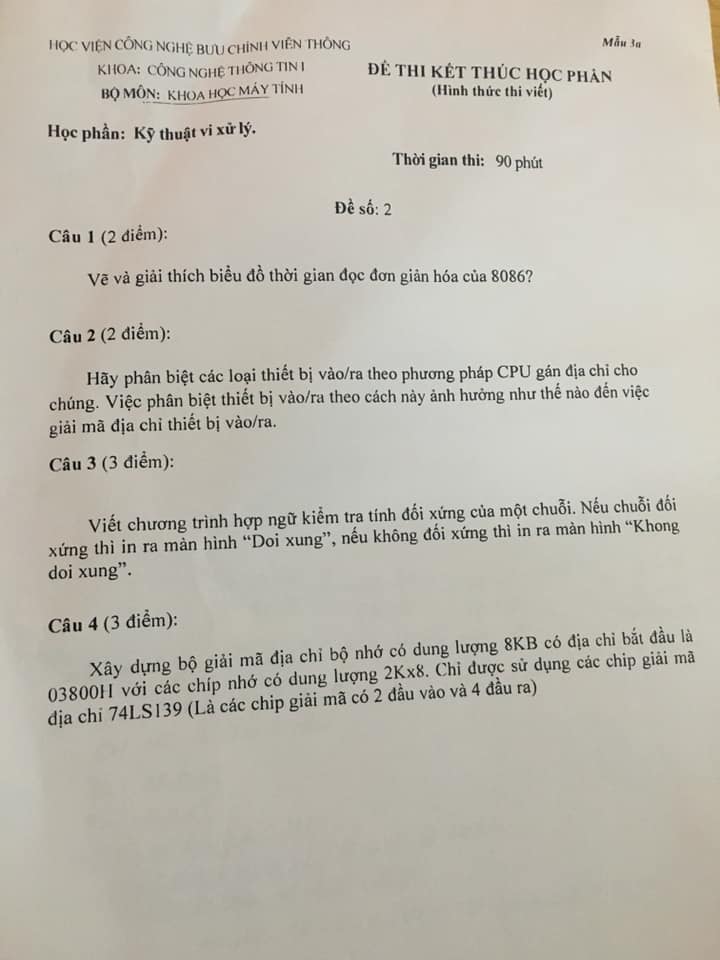 HỌC VIỆN CÔNG NGHỆ BƯU CHÍNH VIỄN THÔNG
Mẫu 3a
KHOA: CÔNG NGHỆ THÔNG TIN I
ĐỀ THI KẾT THÚC HỌC PHẦN
BỘ MÔN: KHOA HỌC MÁY TÍNH
(Hình thức thi viết)
Học phần: Kỹ thuật vi xử lý.
Thời gian thi: 90 phút
Đề số: 2
Câu 1 (2 điểm):
Vẽ và giải thích biểu đồ thời gian đọc đơn giản hóa của 8086?
Câu 2 (2 điểm):
Hãy phân biệt các loại thiết bị vào/ra theo phương pháp CPU gán địa chỉ cho
chúng. Việc phân biệt thiết bị vào/ra theo cách này ảnh hưởng như thế nào đến việc
giải mã địa chỉ thiết bị vào/ra.
Câu 3 (3 điểm):
Viết chương trình hợp ngữ kiểm tra tính đối xứng của một chuỗi. Nếu chuỗi đối
xứng thì in ra màn hình “Doi xung”, nếu không đối xứng thì in ra màn hình “Khong
doi xung”.
Câu 4 (3 điểm):
Xây dựng bộ giải mã địa chỉ bộ nhớ có dung lượng 8KB có địa chỉ bắt đầu là
03800H với các chíp nhớ có dung lượng 2Kx8. Chỉ được sử dụng các chip giải mã
địa chỉ 74LS139 (Là các chip giải mã có 2 đầu vào và 4 đầu ra)